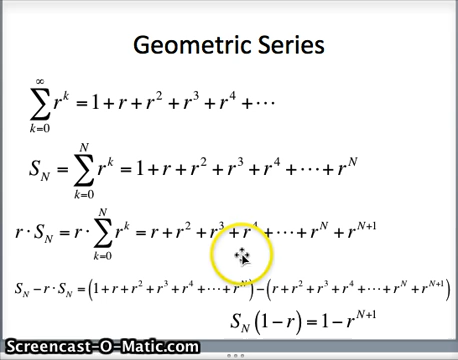 Geometric Series
∞ ∑ k=0 r^k = 1 + r + r^2 + r^3 + r^4 + ⋯
S_N = N ∑ k=0 r^k = 1 + r + r^2 + r^3 + r^4 + ⋯ + r^N
r · S_N = r · N ∑ k=0 r^k = r + r^2 + r^3 + r^4 + ⋯ + r^N + r^{N+1}
S_N − r · S_N = (1 + r + r^2 + r^3 + r^4 + ⋯ + r^N) − (r + r^2 + r^3 + r^4 + ⋯ + r^N + r^{N+1})
S_N (1 − r) = 1 − r^{N+1}
Screencast-O-Matic.com